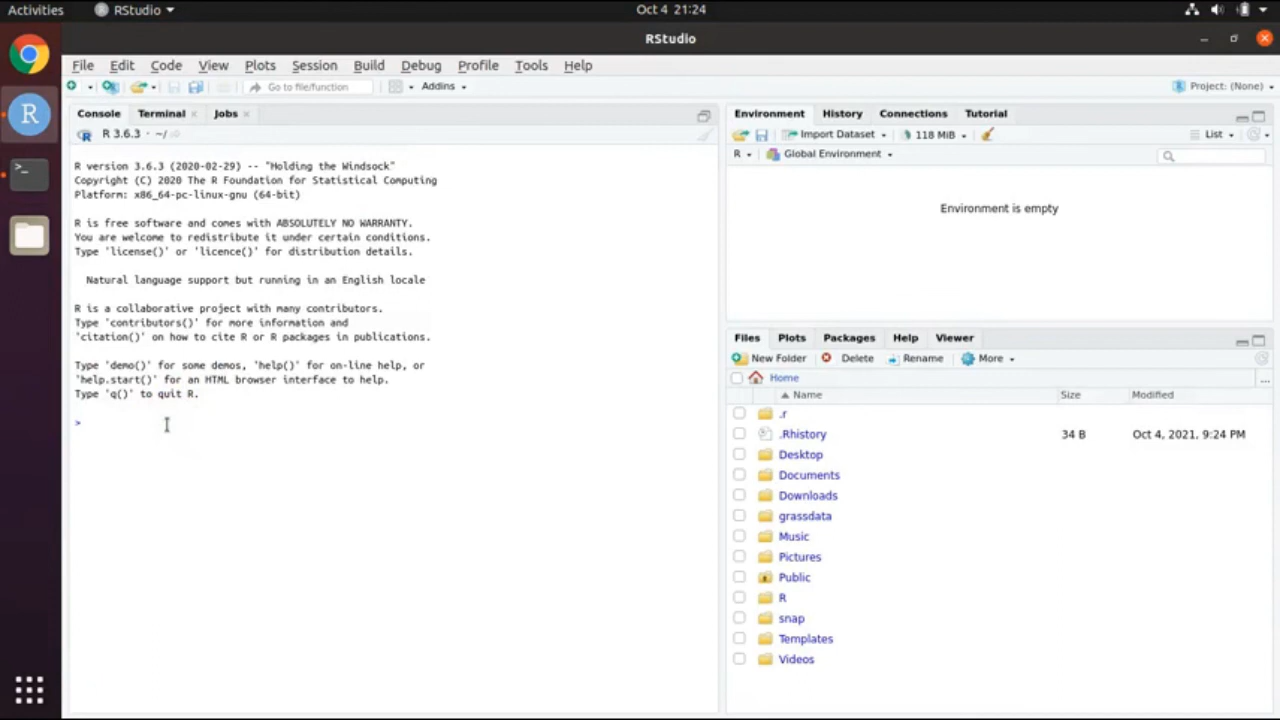 Activities RStudio Oct 4 21:24
RStudio
File Edit Code View Plots Session Build Debug Profile Tools Help
Go to file/function Addins Project: (None)
Console Terminal Jobs
R 3.6.3 · ~/
R version 3.6.3 (2020-02-29) -- "Holding the Windsock"
Copyright (C) 2020 The R Foundation for Statistical Computing
Platform: x86_64-pc-linux-gnu (64-bit)
R is free software and comes with ABSOLUTELY NO WARRANTY.
You are welcome to redistribute it under certain conditions.
Type 'license()' or 'licence()' for distribution details.
Natural language support but running in an English locale
R is a collaborative project with many contributors.
Type 'contributors()' for more information and
'citation()' on how to cite R or R packages in publications.
Type 'demo()' for some demos, 'help()' for on-line help, or
'help.start()' for an HTML browser interface to help.
Type 'q()' to quit R.
>
Environment History Connections Tutorial
Import Dataset 118 MiB List
R Global Environment
Environment is empty
Files Plots Packages Help Viewer
New Folder Delete Rename More
Home ...
Name Size Modified
.r
.Rhistory 34 B Oct 4, 2021, 9:24 PM
Desktop
Documents
Downloads
grassdata
Music
Pictures
Public
R
snap
Templates
Videos